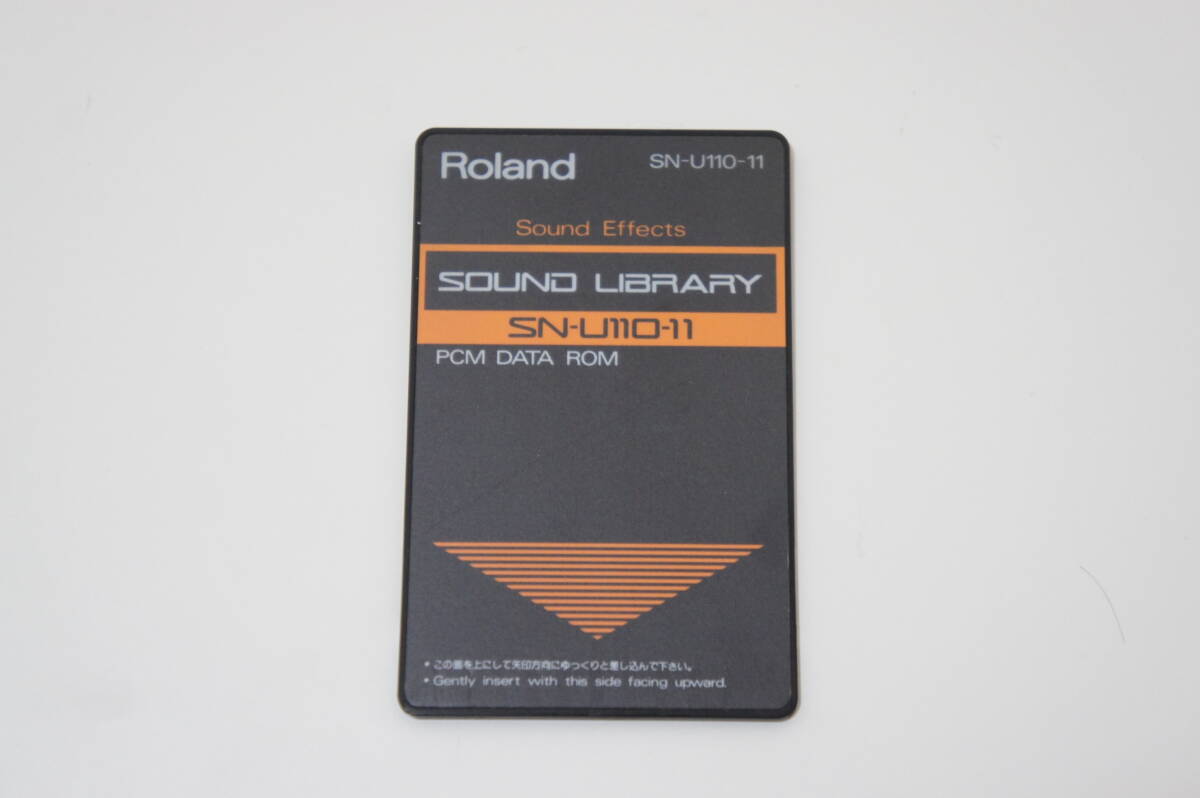 Roland SN-U110-11
Sound Effects
SOUND LIBRARY
SN-U110-11
PCM DATA ROM
・この面を上にして矢印方向にゆっくりと差し込んで下さい。
・Gently insert with this side facing upward.